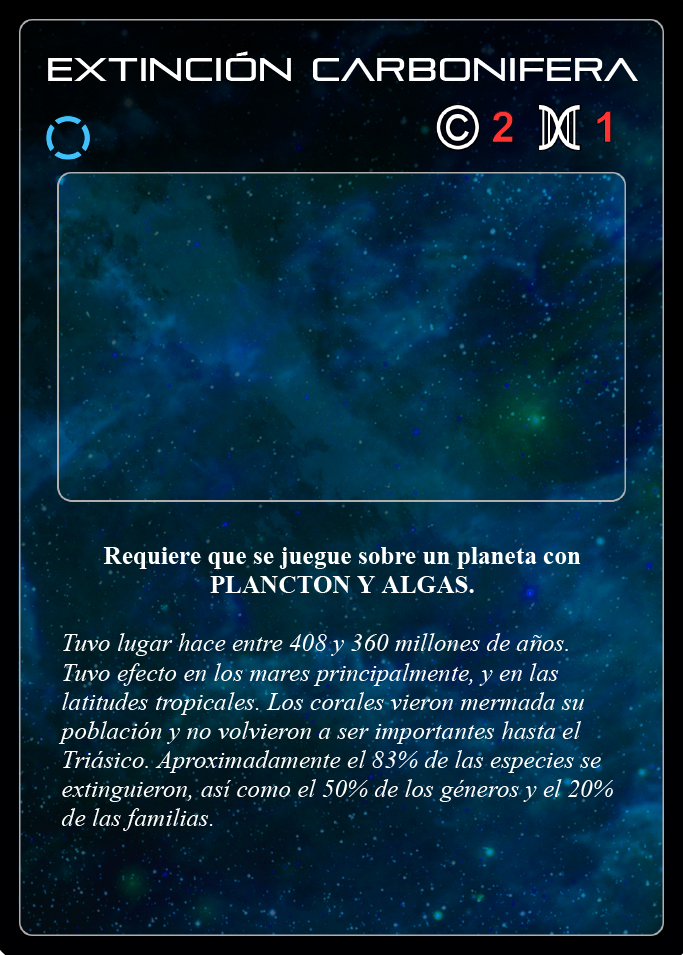 EXTINCIÓN CARBONIFERA
© 2 1
Requiere que se juegue sobre un planeta con
PLANCTON Y ALGAS.
Tuvo lugar hace entre 408 y 360 millones de años.
Tuvo efecto en los mares principalmente, y en las
latitudes tropicales. Los corales vieron mermada su
población y no volvieron a ser importantes hasta el
Triásico. Aproximadamente el 83% de las especies se
extinguieron, así como el 50% de los géneros y el 20%
de las familias.